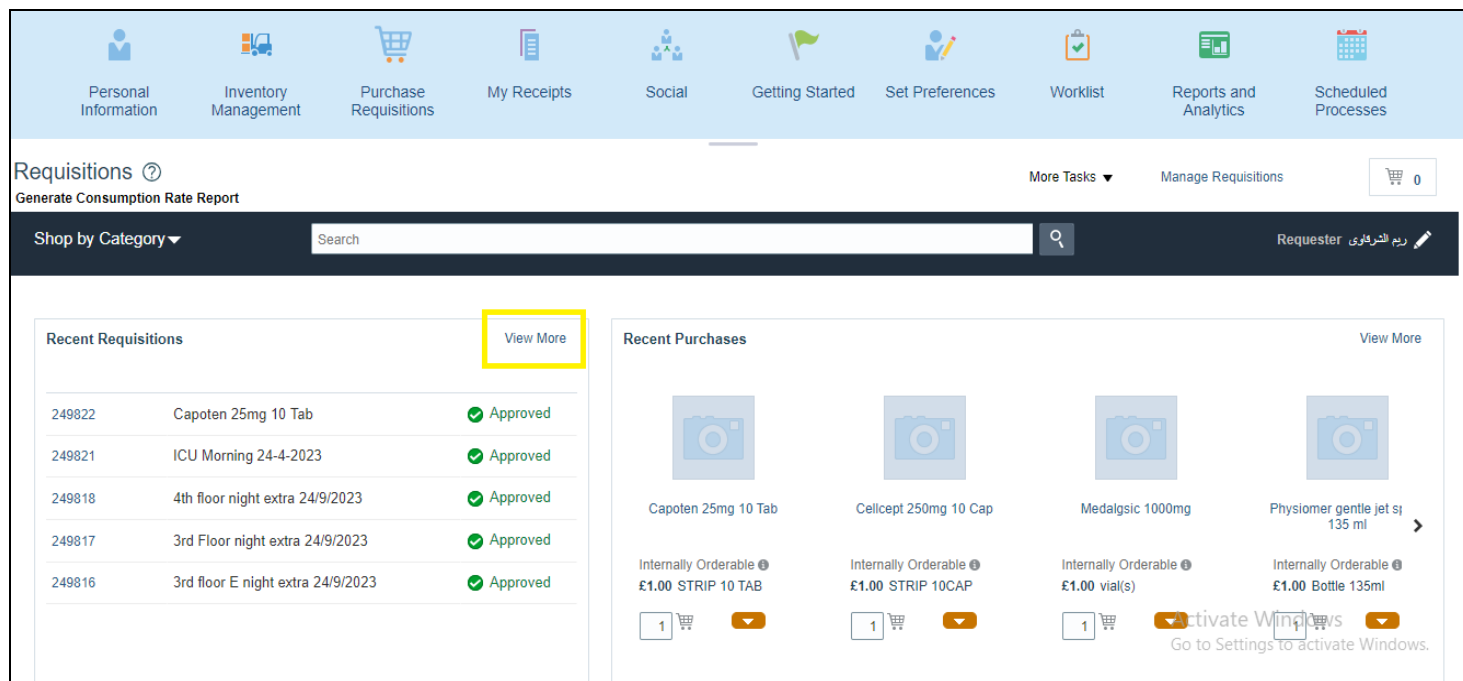 Personal Information
Inventory Management
Purchase Requisitions
My Receipts
Social
Getting Started
Set Preferences
Worklist
Reports and Analytics
Scheduled Processes
Requisitions
More Tasks
Manage Requisitions
0
Generate Consumption Rate Report
Shop by Category
Search
Requester ريم الشرقاوى
Recent Requisitions
View More
249822 Capoten 25mg 10 Tab Approved
249821 ICU Morning 24-4-2023 Approved
249818 4th floor night extra 24/9/2023 Approved
249817 3rd Floor night extra 24/9/2023 Approved
249816 3rd floor E night extra 24/9/2023 Approved
Recent Purchases
View More
Capoten 25mg 10 Tab
Internally Orderable
£1.00 STRIP 10 TAB
1
Cellcept 250mg 10 Cap
Internally Orderable
£1.00 STRIP 10CAP
1
Medalgsic 1000mg
Internally Orderable
£1.00 vial(s)
1
Physiomer gentle jet
135 ml
Internally Orderable
£1.00 Bottle 135ml
1
Activate Windows
Go to Settings to activate Windows.